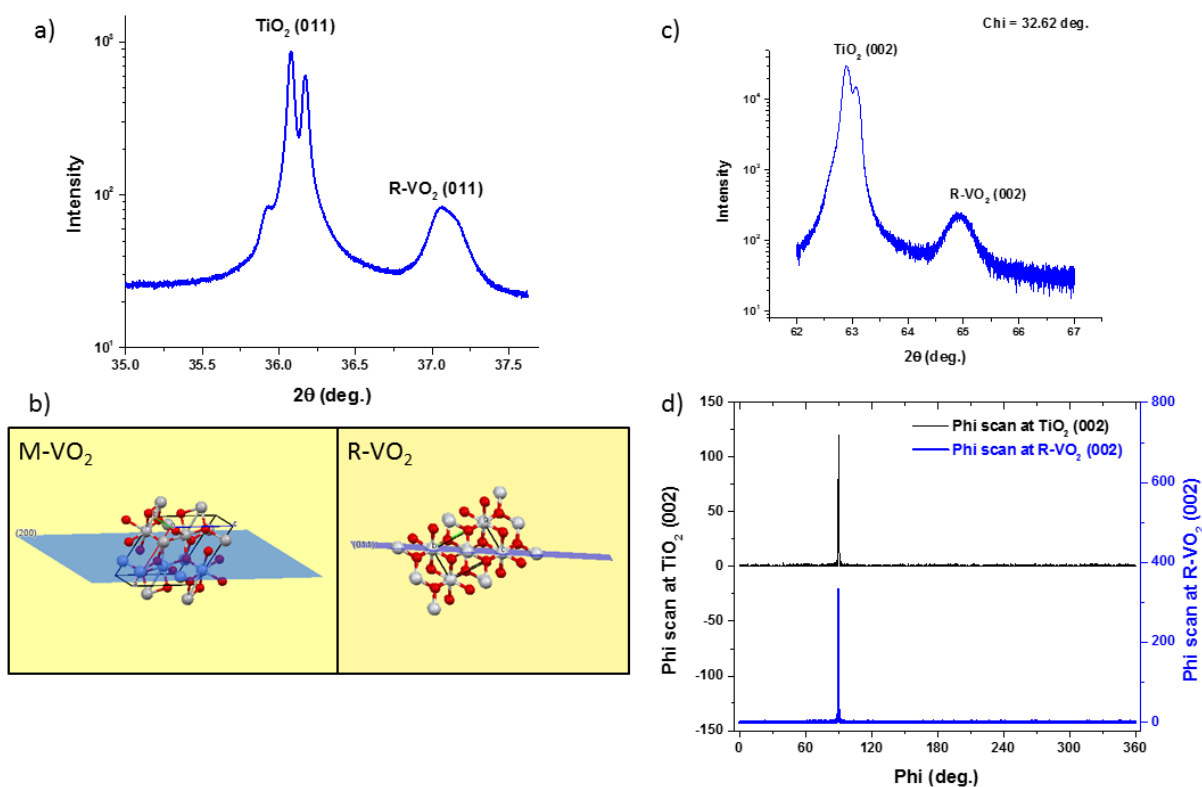 a)
TiO2 (011)
R-VO2 (011)
10^3
10^2
10^1
Intensity
35.0 35.5 36.0 36.5 37.0 37.5
2θ (deg.)
c)
Chi = 32.62 deg.
TiO2 (002)
R-VO2 (002)
10^4
10^3
10^2
10^1
Intensity
62 63 64 65 66 67
2θ (deg.)
b)
M-VO2
(200)
R-VO2
(011)
d)
Phi scan at TiO2 (002)
Phi scan at R-VO2 (002)
150
100
50
0
-50
-100
-150
Phi scan at TiO2 (002)
800
600
400
200
0
Phi scan at R-VO2 (002)
0 60 120 180 240 300 360
Phi (deg.)